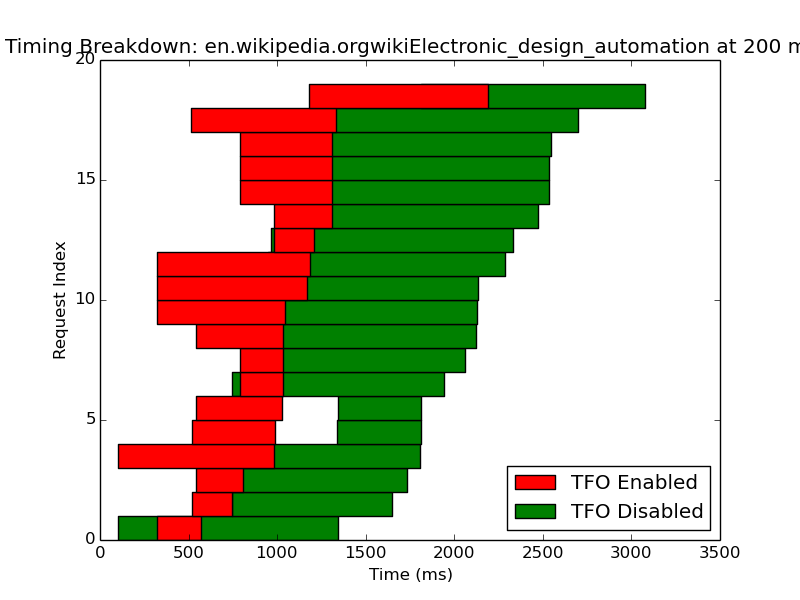 Timing Breakdown: en.wikipedia.orgwikiElectronic_design_automation at 200 m
20
15
10
5
0
Request Index
0 500 1000 1500 2000 2500 3000 3500
Time (ms)
TFO Enabled
TFO Disabled